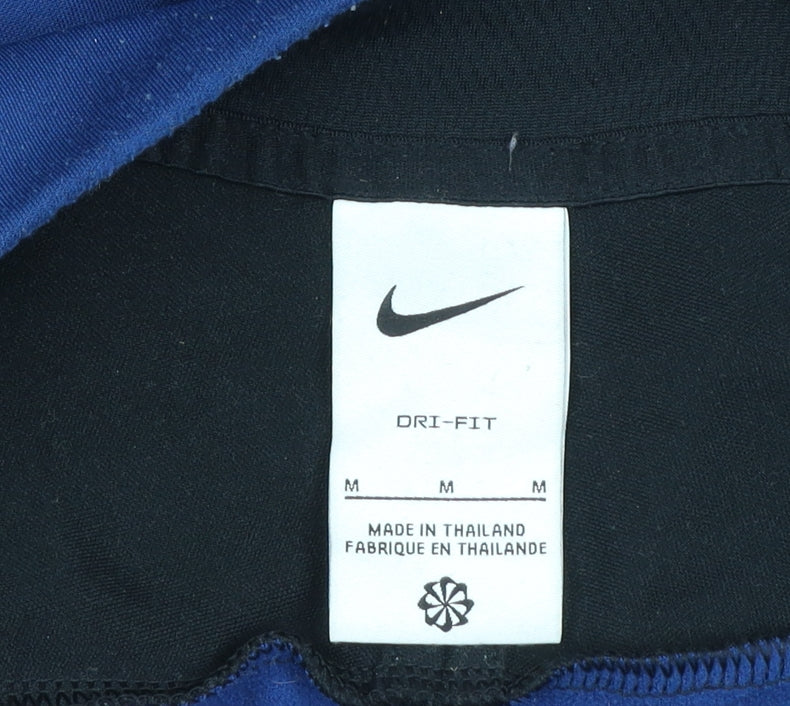 DRI-FIT
M M M
MADE IN THAILAND
FABRIQUE EN THAILANDE